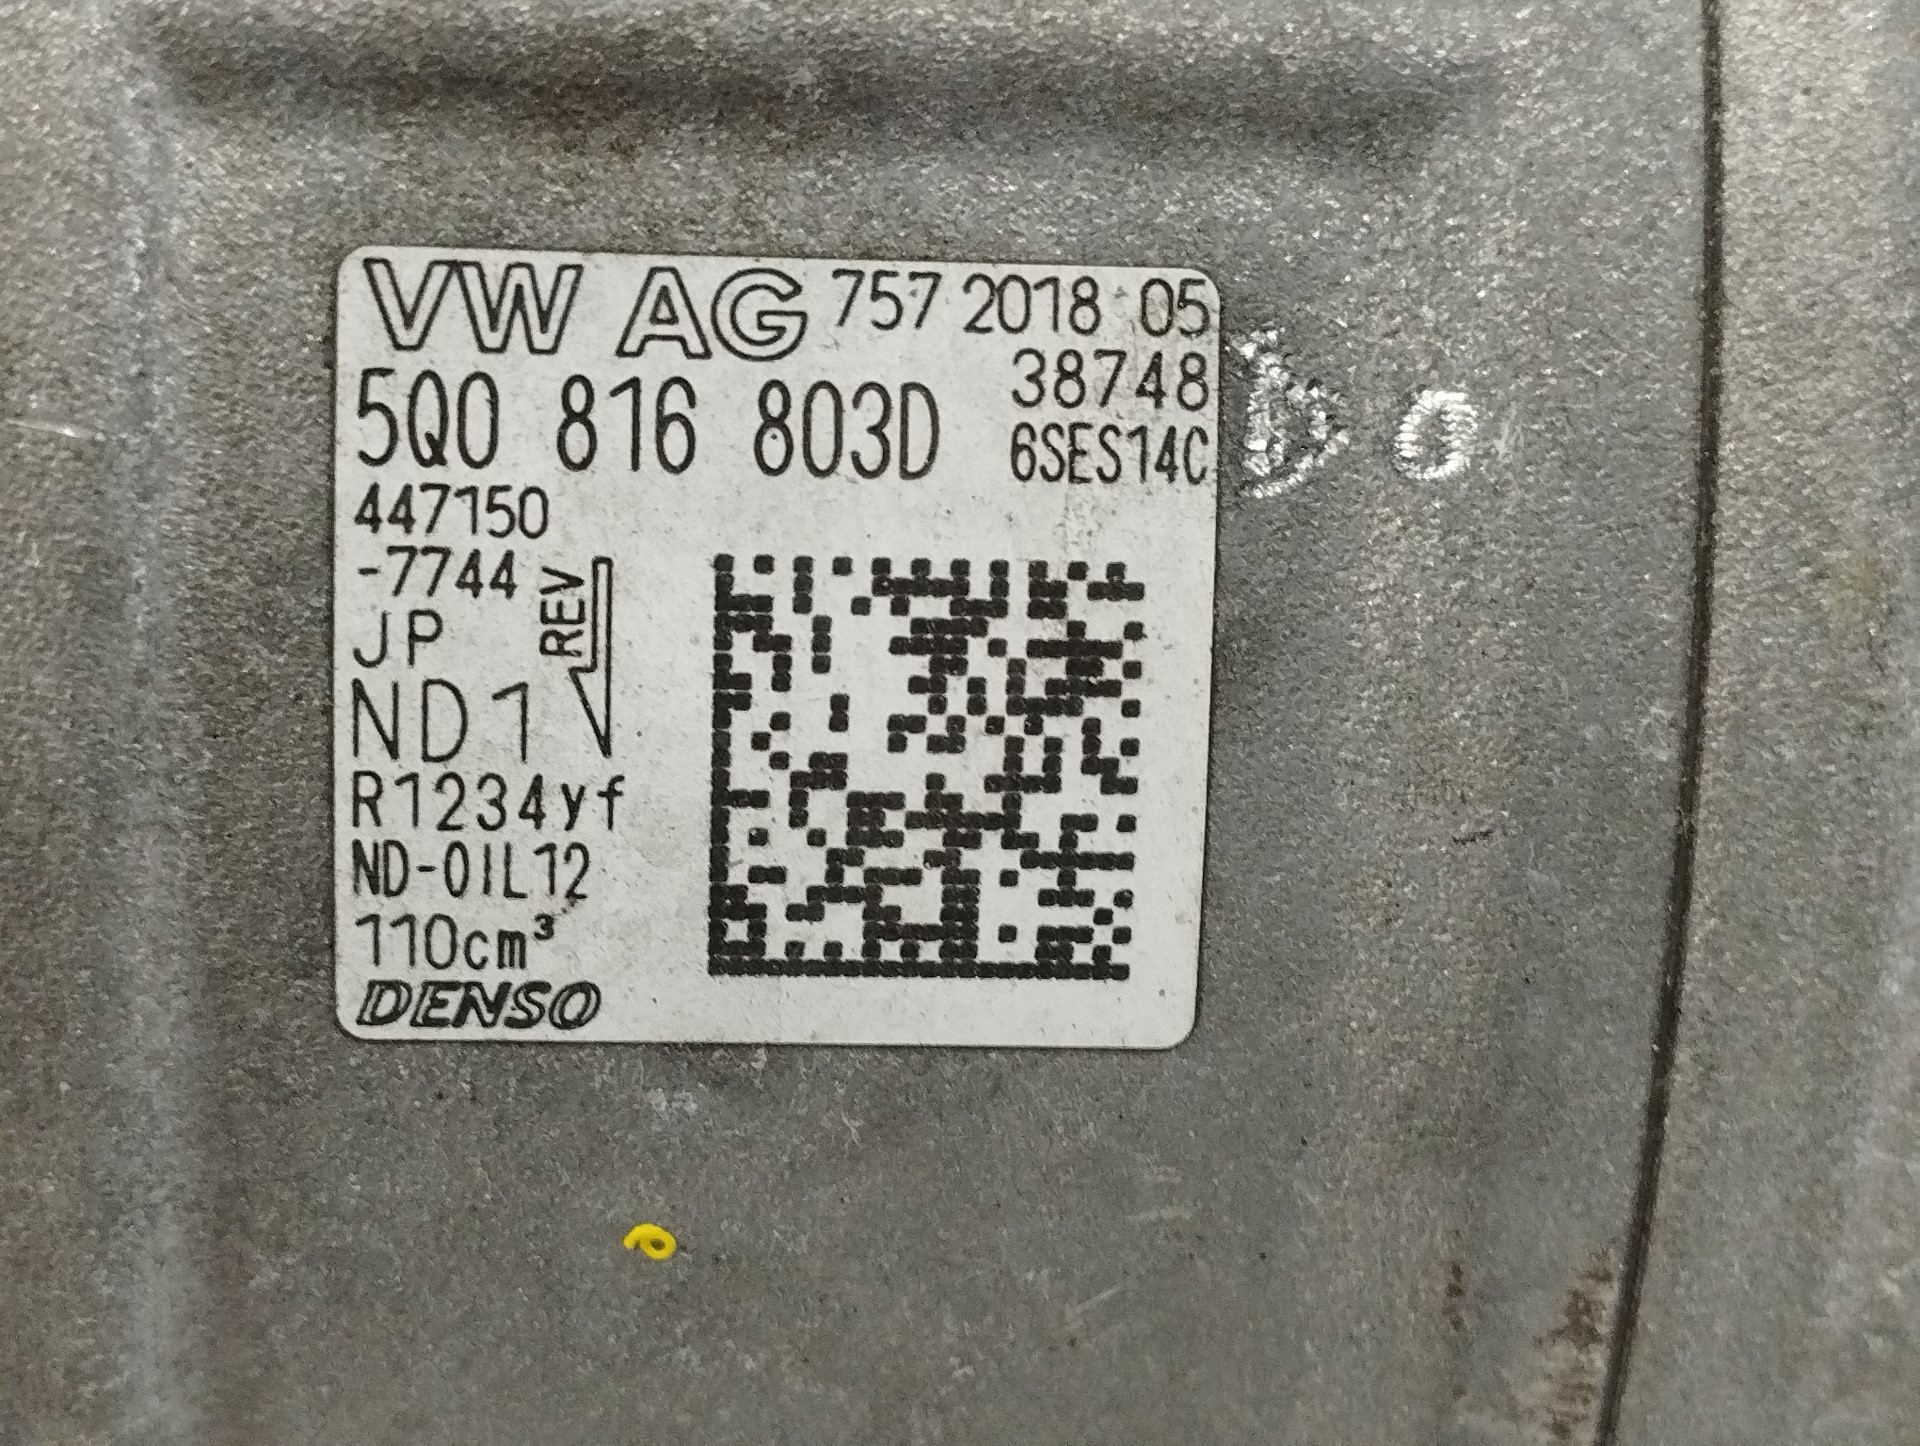 VW AG 757 2018 05
38748
5Q0 816 803D 6SES14C
447150
-7744
REV
JP
ND1
R1234yf
ND-OIL12
110cm³
DENSO